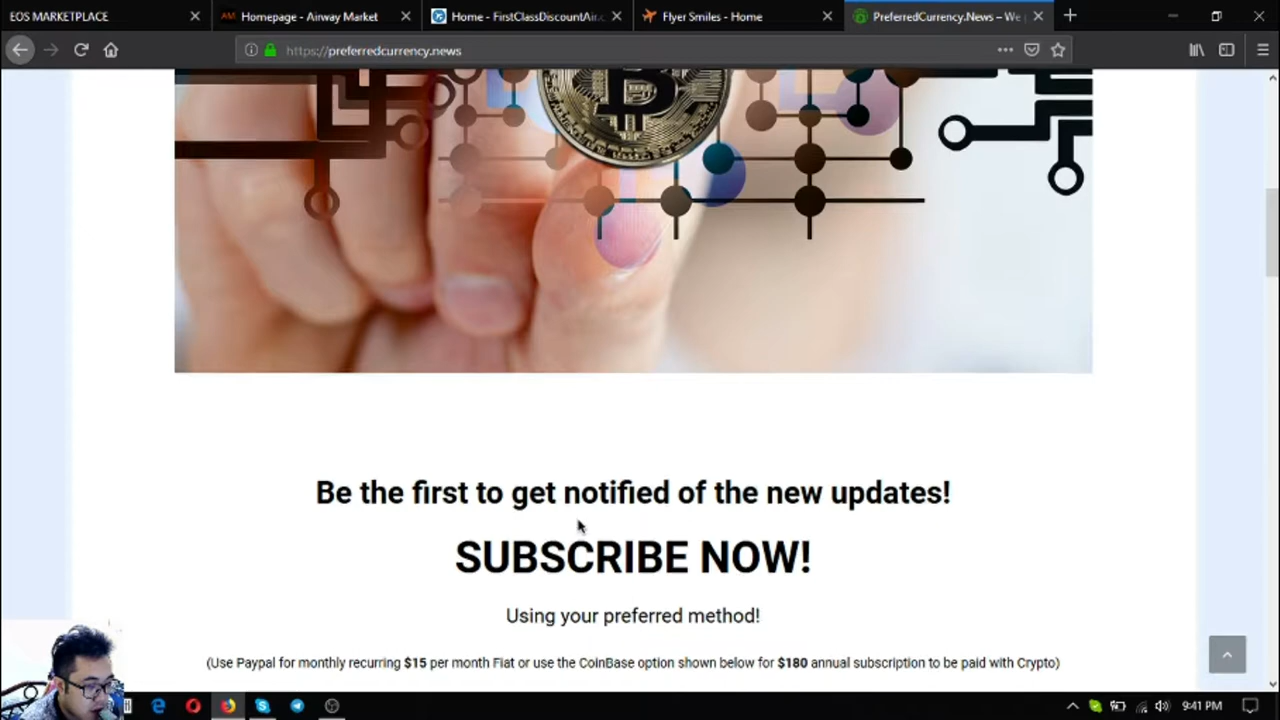 EOS MARKETPLACE
AM Homepage - Airway Market
Home - FirstClassDiscountAir.c
Flyer Smiles - Home
PreferredCurrency.News – We
https://preferredcurrency.news
B
Be the first to get notified of the new updates!
SUBSCRIBE NOW!
Using your preferred method!
(Use Paypal for monthly recurring $15 per month Fiat or use the CoinBase option shown below for $180 annual subscription to be paid with Crypto)
9:41 PM